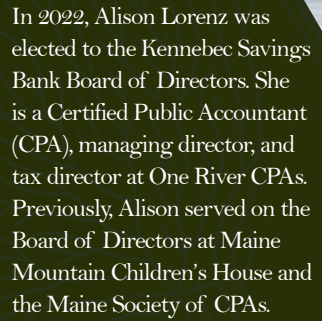 In 2022, Alison Lorenz was
elected to the Kennebec Savings
Bank Board of Directors. She
is a Certified Public Accountant
(CPA), managing director, and
tax director at One River CPAs.
Previously, Alison served on the
Board of Directors at Maine
Mountain Children’s House and
the Maine Society of CPAs.